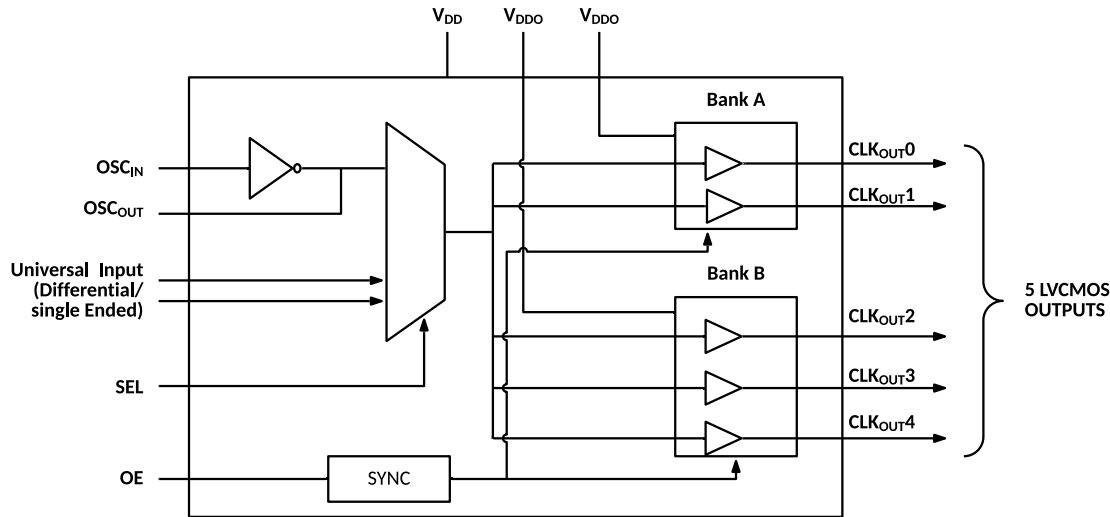 VDD
VDDO
VDDO
Bank A
OSCIN
CLKOUT0
OSCOUT
CLKOUT1
Universal Input
(Differential/
single Ended)
Bank B
5 LVCMOS
OUTPUTS
CLKOUT2
SEL
CLKOUT3
CLKOUT4
OE
SYNC